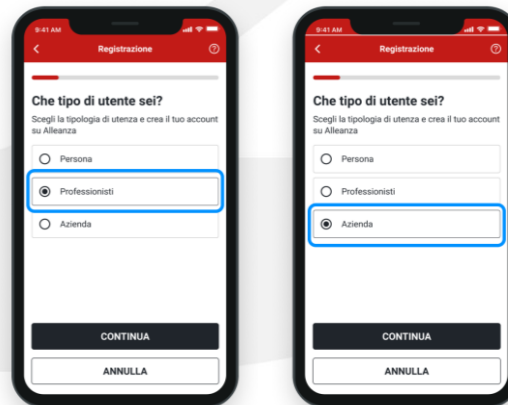 9:41 AM
Registrazione
Che tipo di utente sei?
Scegli la tipologia di utenza e crea il tuo account
su Alleanza
Persona
Professionisti
Azienda
CONTINUA
ANNULLA
9:41 AM
Registrazione
Che tipo di utente sei?
Scegli la tipologia di utenza e crea il tuo account
su Alleanza
Persona
Professionisti
Azienda
CONTINUA
ANNULLA